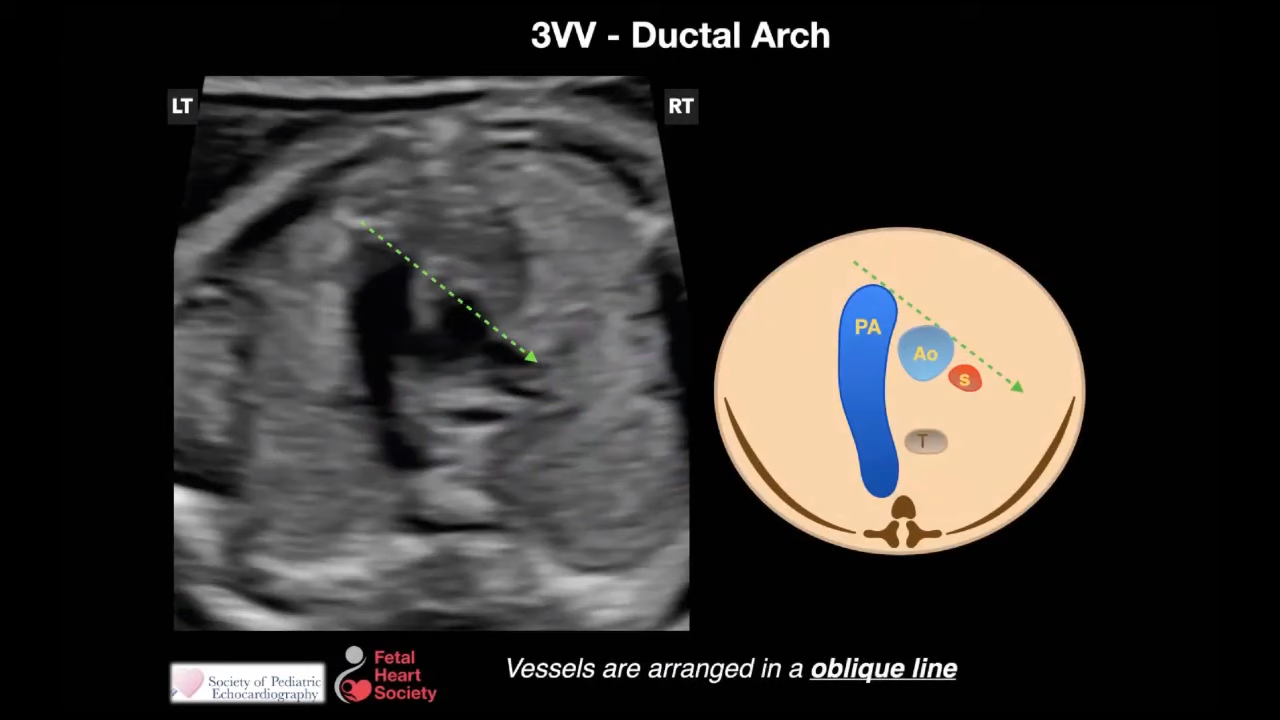 3VV - Ductal Arch
LT
RT
PA
Ao
S
T
Society of Pediatric
Echocardiography
Fetal
Heart
Society
Vessels are arranged in a oblique line